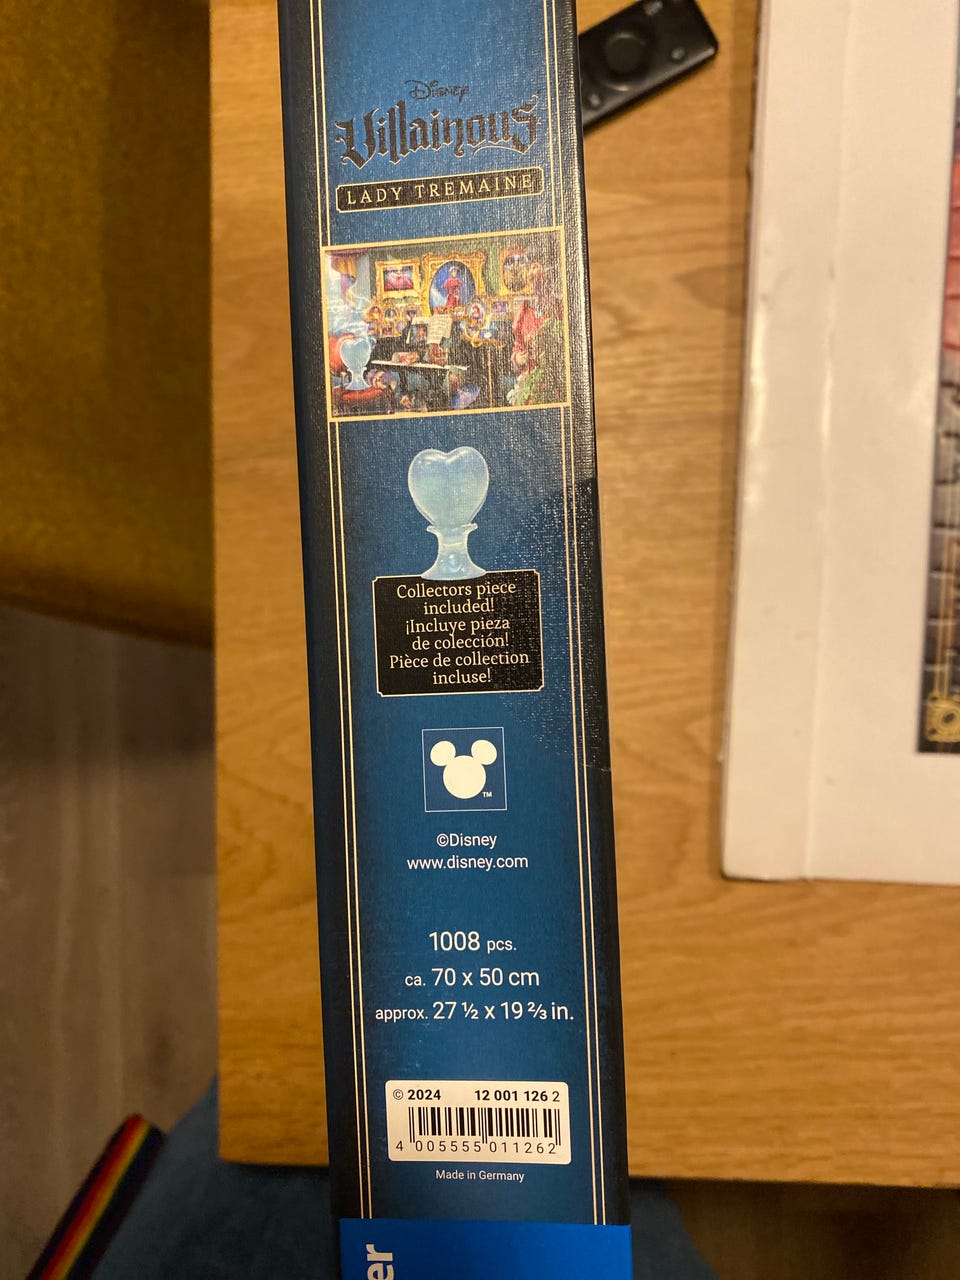 Disney
Villainous
LADY TREMAINE
Collectors piece
included!
¡Incluye pieza
de colección!
Pièce de collection
incluse!
TM
©Disney
www.disney.com
1008 pcs.
ca. 70 x 50 cm
approx. 27 ½ x 19 ⅔ in.
© 2024 12 001 126 2
4 005555 011262
Made in Germany
er